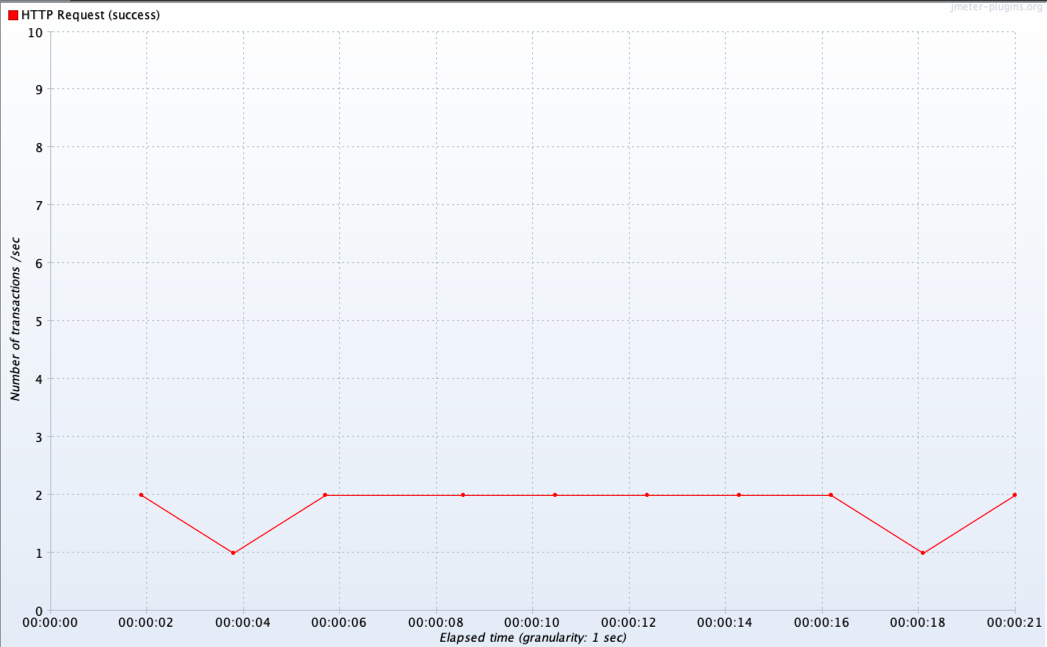 jmeter-plugins.org
HTTP Request (success)
10
9
8
7
6
5
4
3
2
1
0
Number of transactions /sec
00:00:00 00:00:02 00:00:04 00:00:06 00:00:08 00:00:10 00:00:12 00:00:14 00:00:16 00:00:18 00:00:21
Elapsed time (granularity: 1 sec)